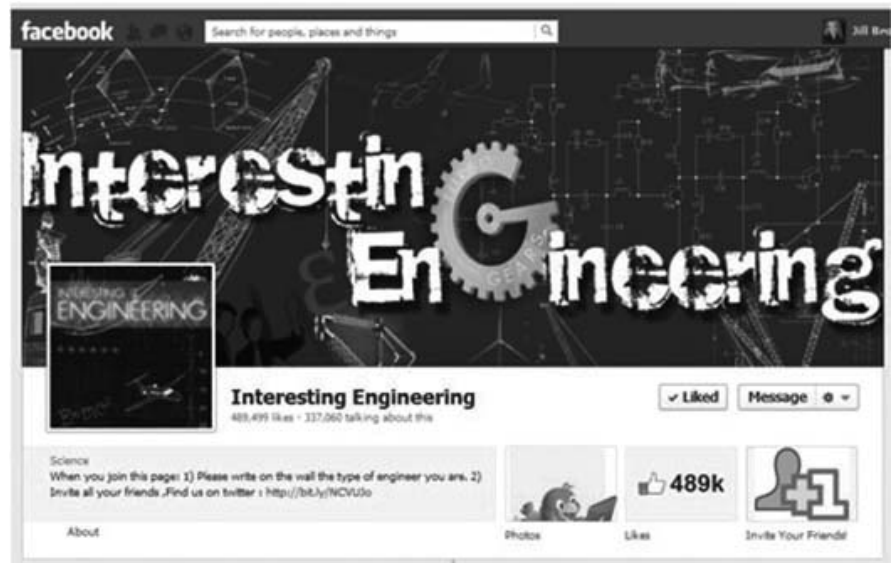 facebook
Search for people, places and things
Jill
Interestin
EnGineering
GEARS!
INTERESTING
ENGINEERING
Interesting Engineering
✓ Liked
Message
489,499 likes · 337,060 talking about this
Science
When you join this page: 1) Please write on the wall the type of engineer you are. 2)
Invite all your friends ,Find us on twitter : http://bit.ly/NCVUJo
489k
About
Photos
Likes
Invite Your Friends!